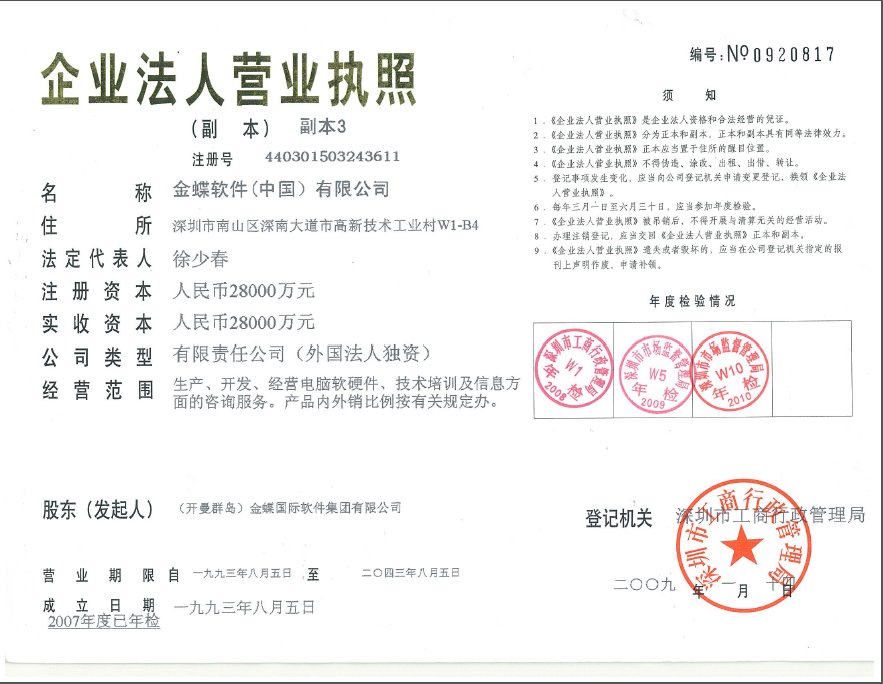 企业法人营业执照
(副 本) 副本3
注册号 440301503243611
名称 金蝶软件(中国)有限公司
住所 深圳市南山区深南大道市高新技术工业村W1-B4
法定代表人 徐少春
注册资本 人民币28000万元
实收资本 人民币28000万元
公司类型 有限责任公司(外国法人独资)
经营范围 生产、开发、经营电脑软硬件、技术培训及信息方
面的咨询服务。产品内外销比例按有关规定办。
股东(发起人) (开曼群岛)金蝶国际软件集团有限公司
营业期限 自 一九九三年八月五日 至 二〇四三年八月五日
成立日期 一九九三年八月五日
2007年度已年检
编号:№0920817
须 知
1.《企业法人营业执照》是企业法人资格和合法经营的凭证。
2.《企业法人营业执照》分为正本和副本,正本和副本具有同等法律效力。
3.《企业法人营业执照》正本应当置于住所的醒目位置。
4.《企业法人营业执照》不得伪造、涂改、出租、出借、转让。
5.登记事项发生变化,应当向公司登记机关申请变更登记,换领《企业法
人营业执照》。
6.每年三月一日至六月三十日,应当参加年度检验。
7.《企业法人营业执照》被吊销后,不得开展与清算无关的经营活动。
8.办理注销登记,应当交回《企业法人营业执照》正本和副本。
9.《企业法人营业执照》遗失或者毁坏的,应当在公司登记机关指定的报
刊上声明作废,申请补领。
年度检验情况
深圳市工商行政管理局 W1 年检 2008
深圳市市场监督管理局 W5 年检 2009
深圳市市场监督管理局 W10 年检 2010
登记机关 深圳市工商行政管理局
深圳市工商行政管理局
二〇〇九年 一月 十四日